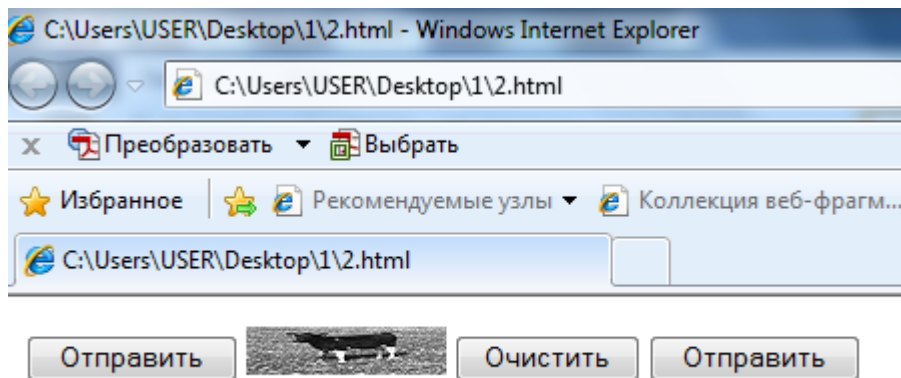 C:\Users\USER\Desktop\1\2.html - Windows Internet Explorer
C:\Users\USER\Desktop\1\2.html
x Преобразовать Выбрать
Избранное Рекомендуемые узлы Коллекция веб-фрагм...
C:\Users\USER\Desktop\1\2.html
Отправить Очистить Отправить